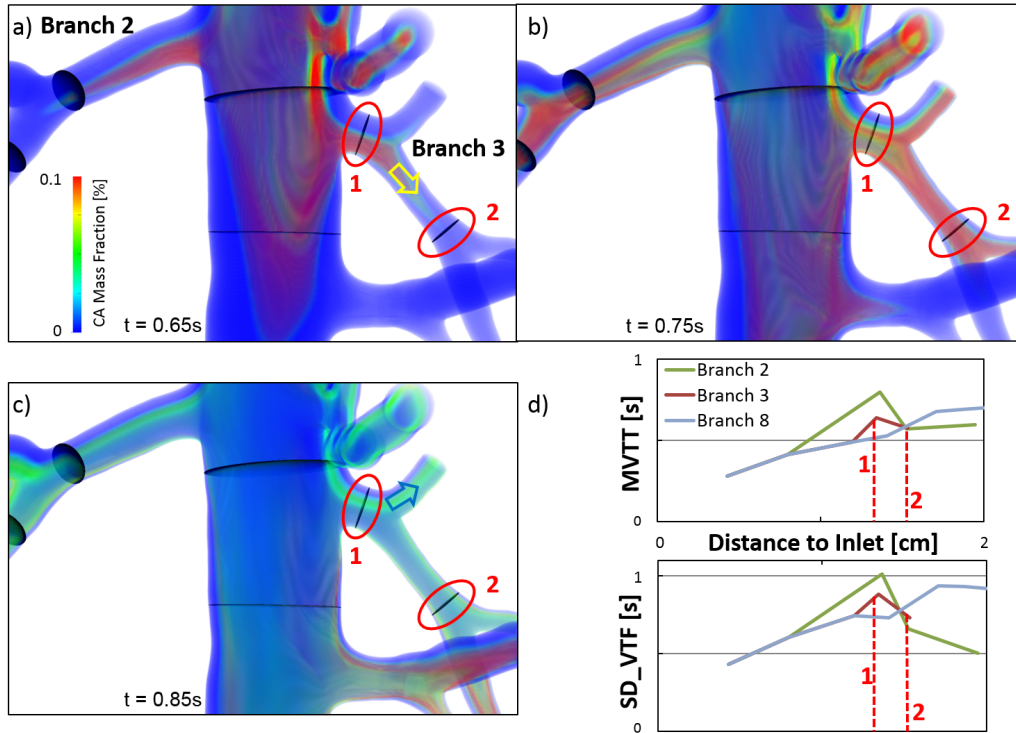 a) Branch 2
1
Branch 3
2
0.1
0
CA Mass Fraction [%]
t = 0.65s
b)
1
2
t = 0.75s
c)
1
2
t = 0.85s
d)
1
Branch 2
Branch 3
Branch 8
MVTT [s]
0
1
2
0
Distance to Inlet [cm]
2
1
SD_VTF [s]
0
1
2